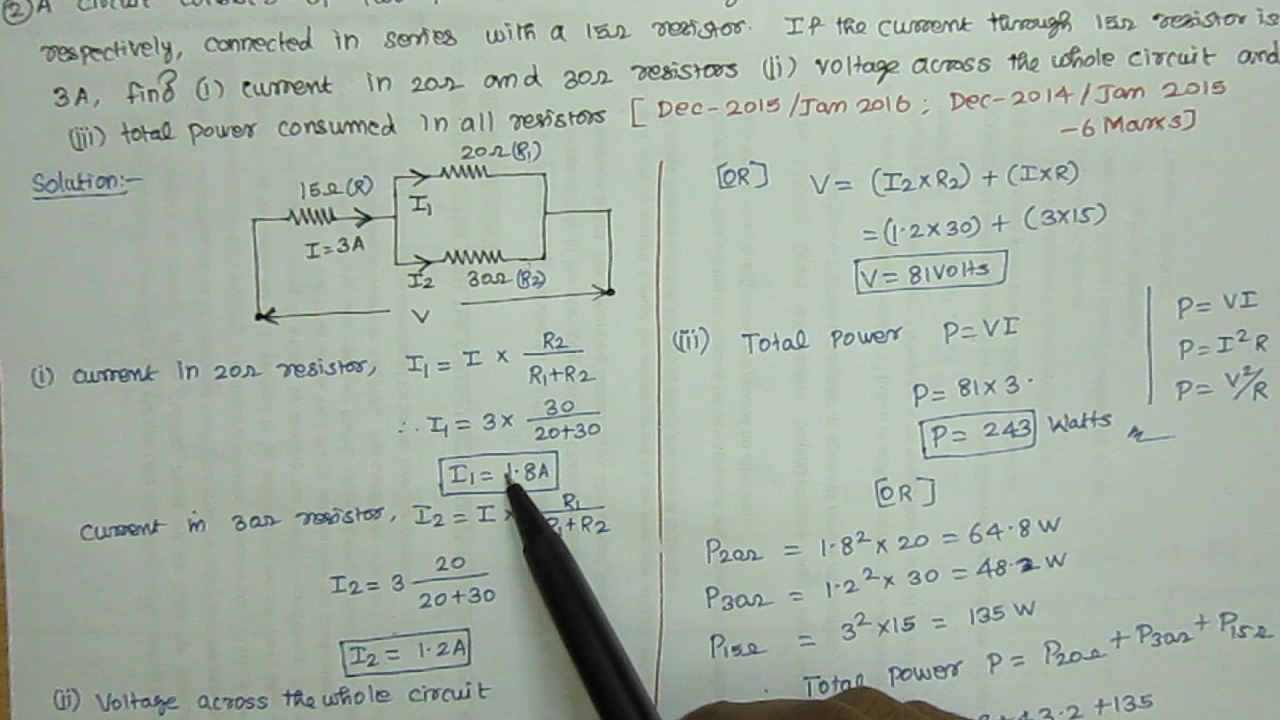 ② A circuit
respectively, connected in series with a 15Ω resistor. If the current through 15Ω resistor is
3A, find (i) current in 20Ω and 30Ω resistors (ii) voltage across the whole circuit and
(iii) total power consumed in all resistors [Dec-2015/Jan 2016; Dec-2014/Jan 2015
-6 Marks]
Solution:-
20Ω(R1)
15Ω(R)
I1
I=3A
I2 30Ω(R2)
V
(i) current in 20Ω resistor, I1 = I × R2/R1+R2
∴ I1 = 3× 30/20+30
I1 = 1.8A
current in 30Ω resistor, I2 = I × R1/R1+R2
I2 = 3 20/20+30
I2 = 1.2A
(ii) Voltage across the whole circuit
[OR] V = (I2×R2) + (I×R)
= (1.2×30) + (3×15)
V = 81Volts
(iii) Total power P=VI
P= 81×3.
P= 243 Watts
P= VI
P= I²R
P= V²/R
[OR]
P20Ω = 1.8²×20 = 64.8W
P30Ω = 1.2²×30 = 48.2W
P15Ω = 3²×15 = 135 W
Total power P= P20Ω + P30Ω + P15Ω
+43.2 +135